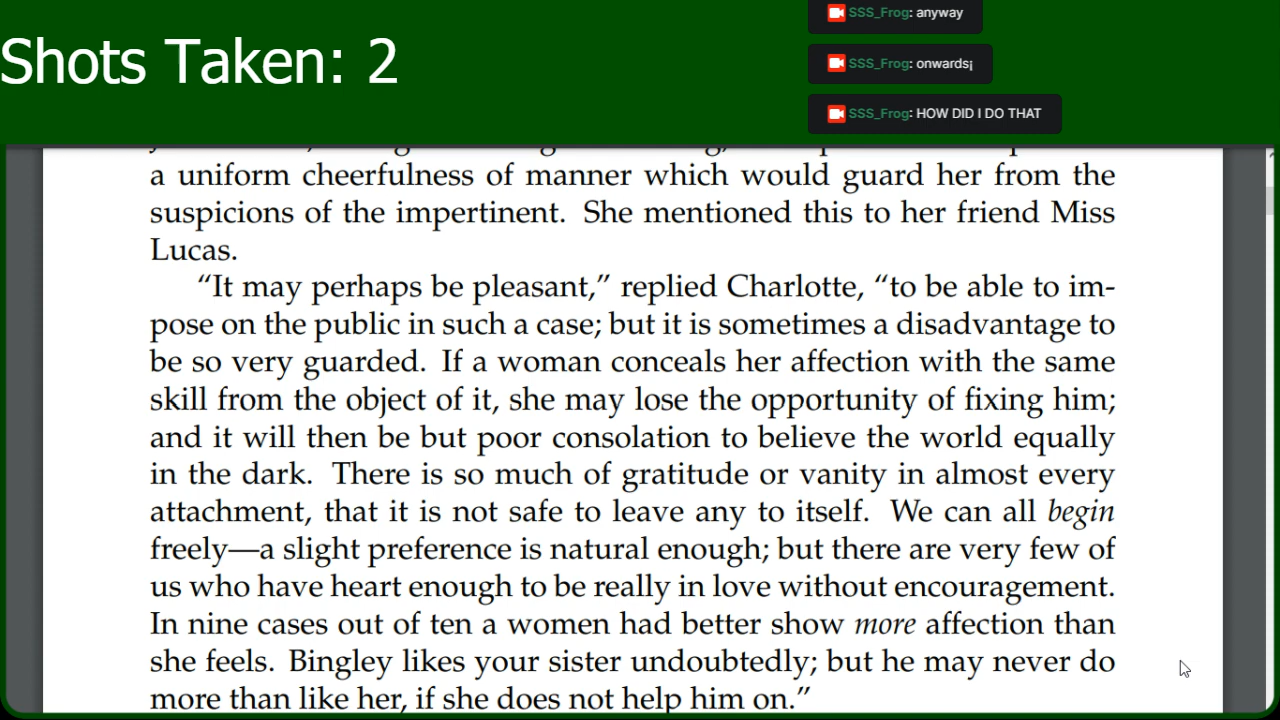 Shots Taken: 2
SSS_Frog: anyway
SSS_Frog: onwards¡
SSS_Frog: HOW DID I DO THAT
a uniform cheerfulness of manner which would guard her from the
suspicions of the impertinent. She mentioned this to her friend Miss
Lucas.
“It may perhaps be pleasant,” replied Charlotte, “to be able to im-
pose on the public in such a case; but it is sometimes a disadvantage to
be so very guarded. If a woman conceals her affection with the same
skill from the object of it, she may lose the opportunity of fixing him;
and it will then be but poor consolation to believe the world equally
in the dark. There is so much of gratitude or vanity in almost every
attachment, that it is not safe to leave any to itself. We can all begin
freely—a slight preference is natural enough; but there are very few of
us who have heart enough to be really in love without encouragement.
In nine cases out of ten a women had better show more affection than
she feels. Bingley likes your sister undoubtedly; but he may never do
more than like her, if she does not help him on.”